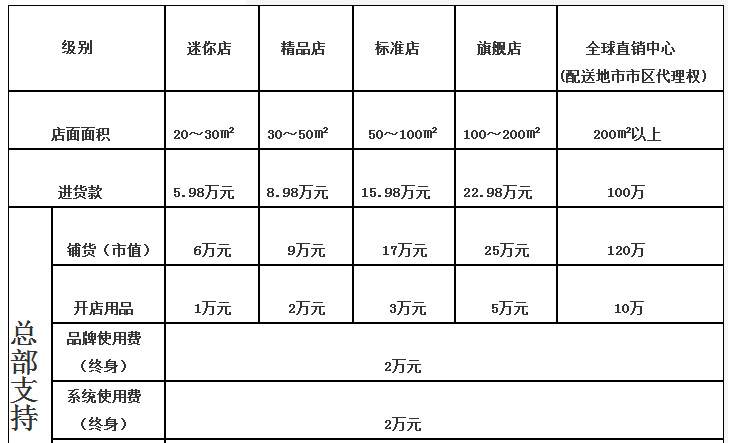 级别 迷你店 精品店 标准店 旗舰店 全球直销中心
(配送地市市区代理权)
店面面积 20～30㎡ 30～50㎡ 50～100㎡ 100～200㎡ 200㎡以上
进货款 5.98万元 8.98万元 15.98万元 22.98万元 100万
总部支持
铺货（市值） 6万元 9万元 17万元 25万元 120万
开店用品 1万元 2万元 3万元 5万元 10万
品牌使用费
（终身） 2万元
系统使用费
（终身） 2万元